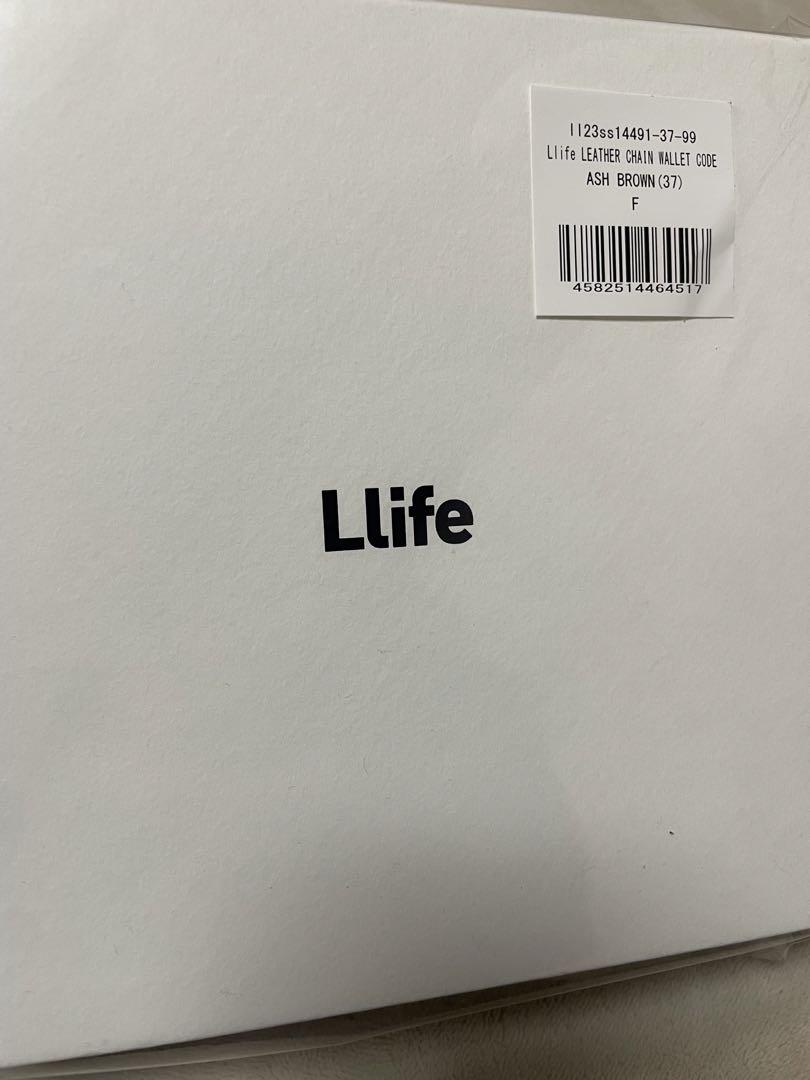 ll23ss14491-37-99
Llife LEATHER CHAIN WALLET CODE
ASH BROWN(37)
F
4582514464517
Llife